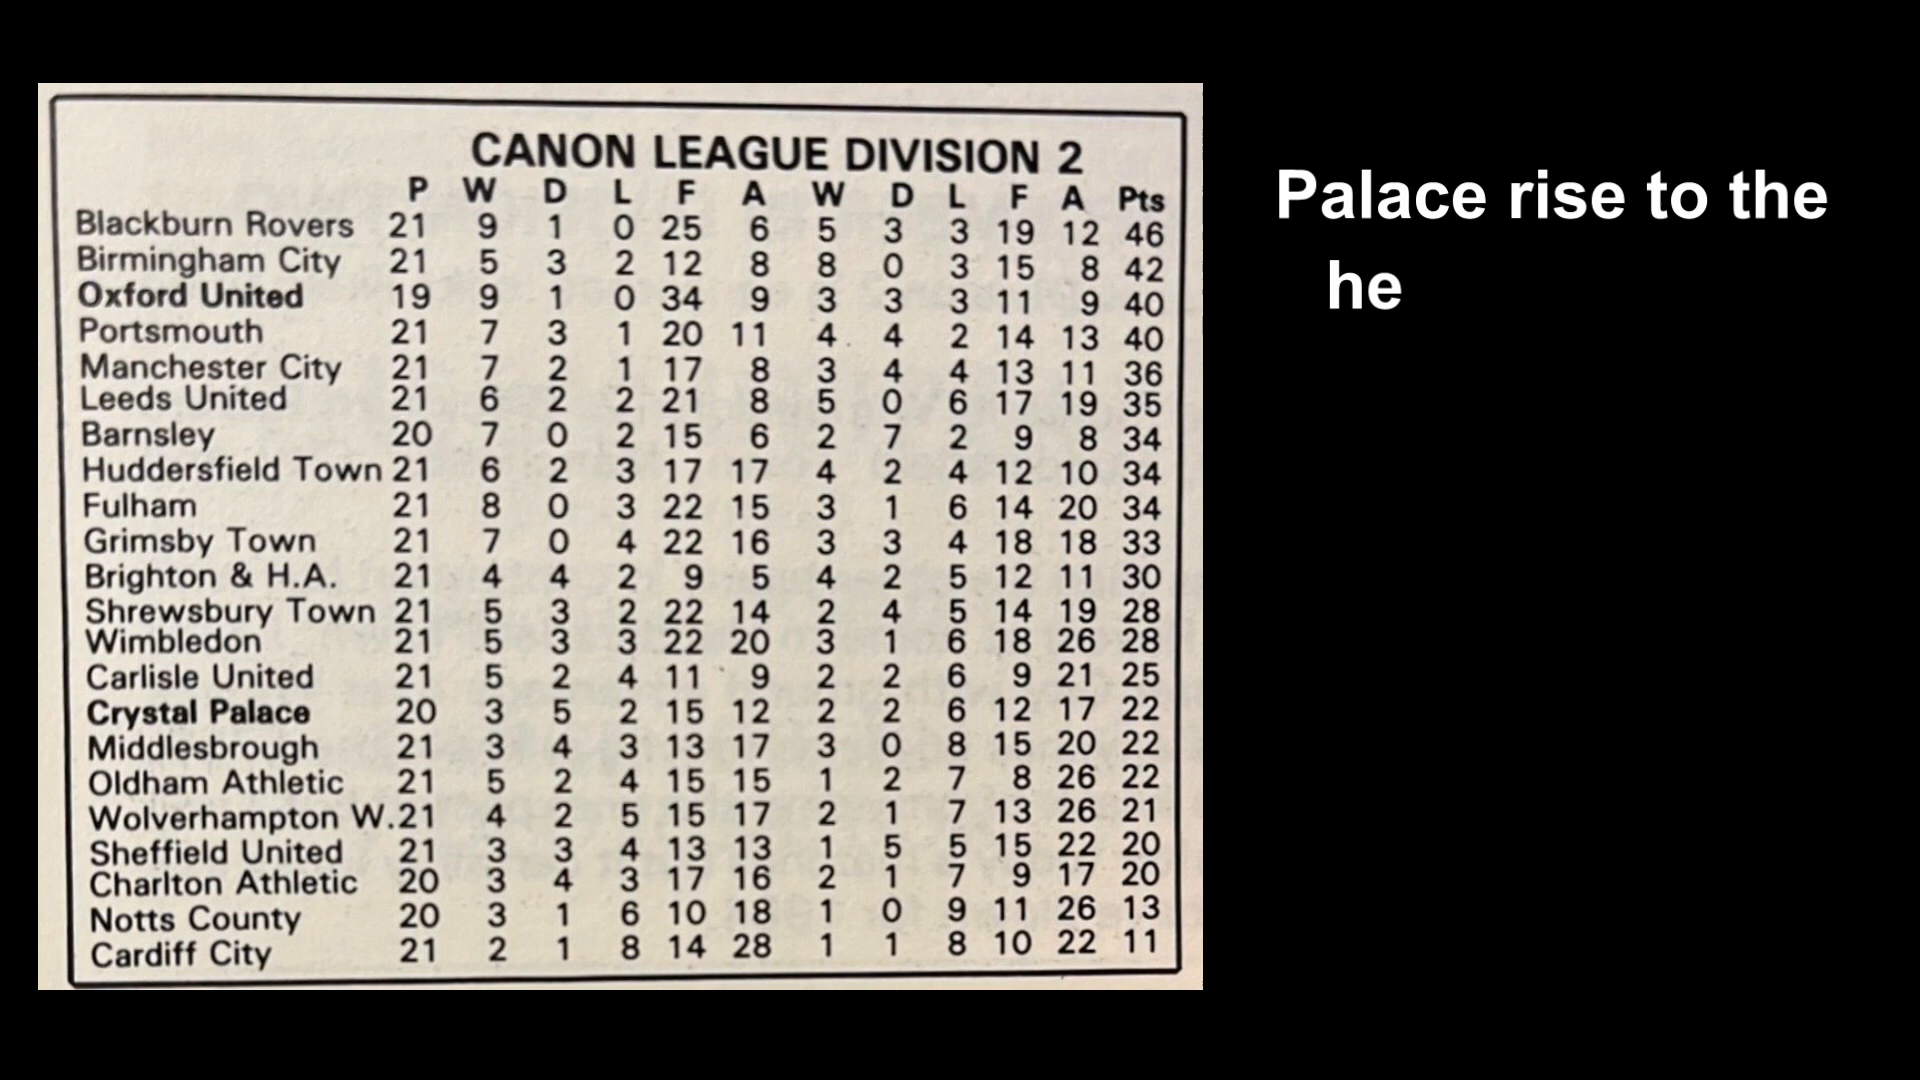 CANON LEAGUE DIVISION 2
P W D L F A W D L F A Pts
Blackburn Rovers 21 9 1 0 25 6 5 3 3 19 12 46
Birmingham City 21 5 3 2 12 8 8 0 3 15 8 42
Oxford United 19 9 1 0 34 9 3 3 3 11 9 40
Portsmouth 21 7 3 1 20 11 4 4 2 14 13 40
Manchester City 21 7 2 1 17 8 3 4 4 13 11 36
Leeds United 21 6 2 2 21 8 5 0 6 17 19 35
Barnsley 20 7 0 2 15 6 2 7 2 9 8 34
Huddersfield Town 21 6 2 3 17 17 4 2 4 12 10 34
Fulham 21 8 0 3 22 15 3 1 6 14 20 34
Grimsby Town 21 7 0 4 22 16 3 3 4 18 18 33
Brighton & H.A. 21 4 4 2 9 5 4 2 5 12 11 30
Shrewsbury Town 21 5 3 2 22 14 2 4 5 14 19 28
Wimbledon 21 5 3 3 22 20 3 1 6 18 26 28
Carlisle United 21 5 2 4 11 9 2 2 6 9 21 25
Crystal Palace 20 3 5 2 15 12 2 2 6 12 17 22
Middlesbrough 21 3 4 3 13 17 3 0 8 15 20 22
Oldham Athletic 21 5 2 4 15 15 1 2 7 8 26 22
Wolverhampton W. 21 4 2 5 15 17 2 1 7 13 26 21
Sheffield United 21 3 3 4 13 13 1 5 5 15 22 20
Charlton Athletic 20 3 4 3 17 16 2 1 7 9 17 20
Notts County 20 3 1 6 10 18 1 0 9 11 26 13
Cardiff City 21 2 1 8 14 28 1 1 8 10 22 11
Palace rise to the
he